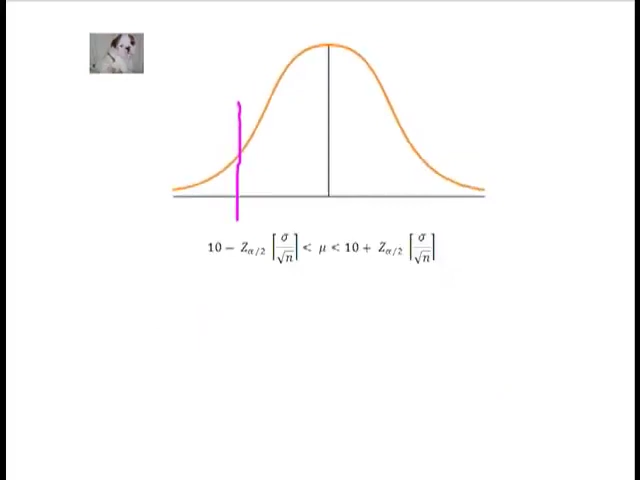 10 − Z_{α/2} [σ/√n] < μ < 10 + Z_{α/2} [σ/√n]